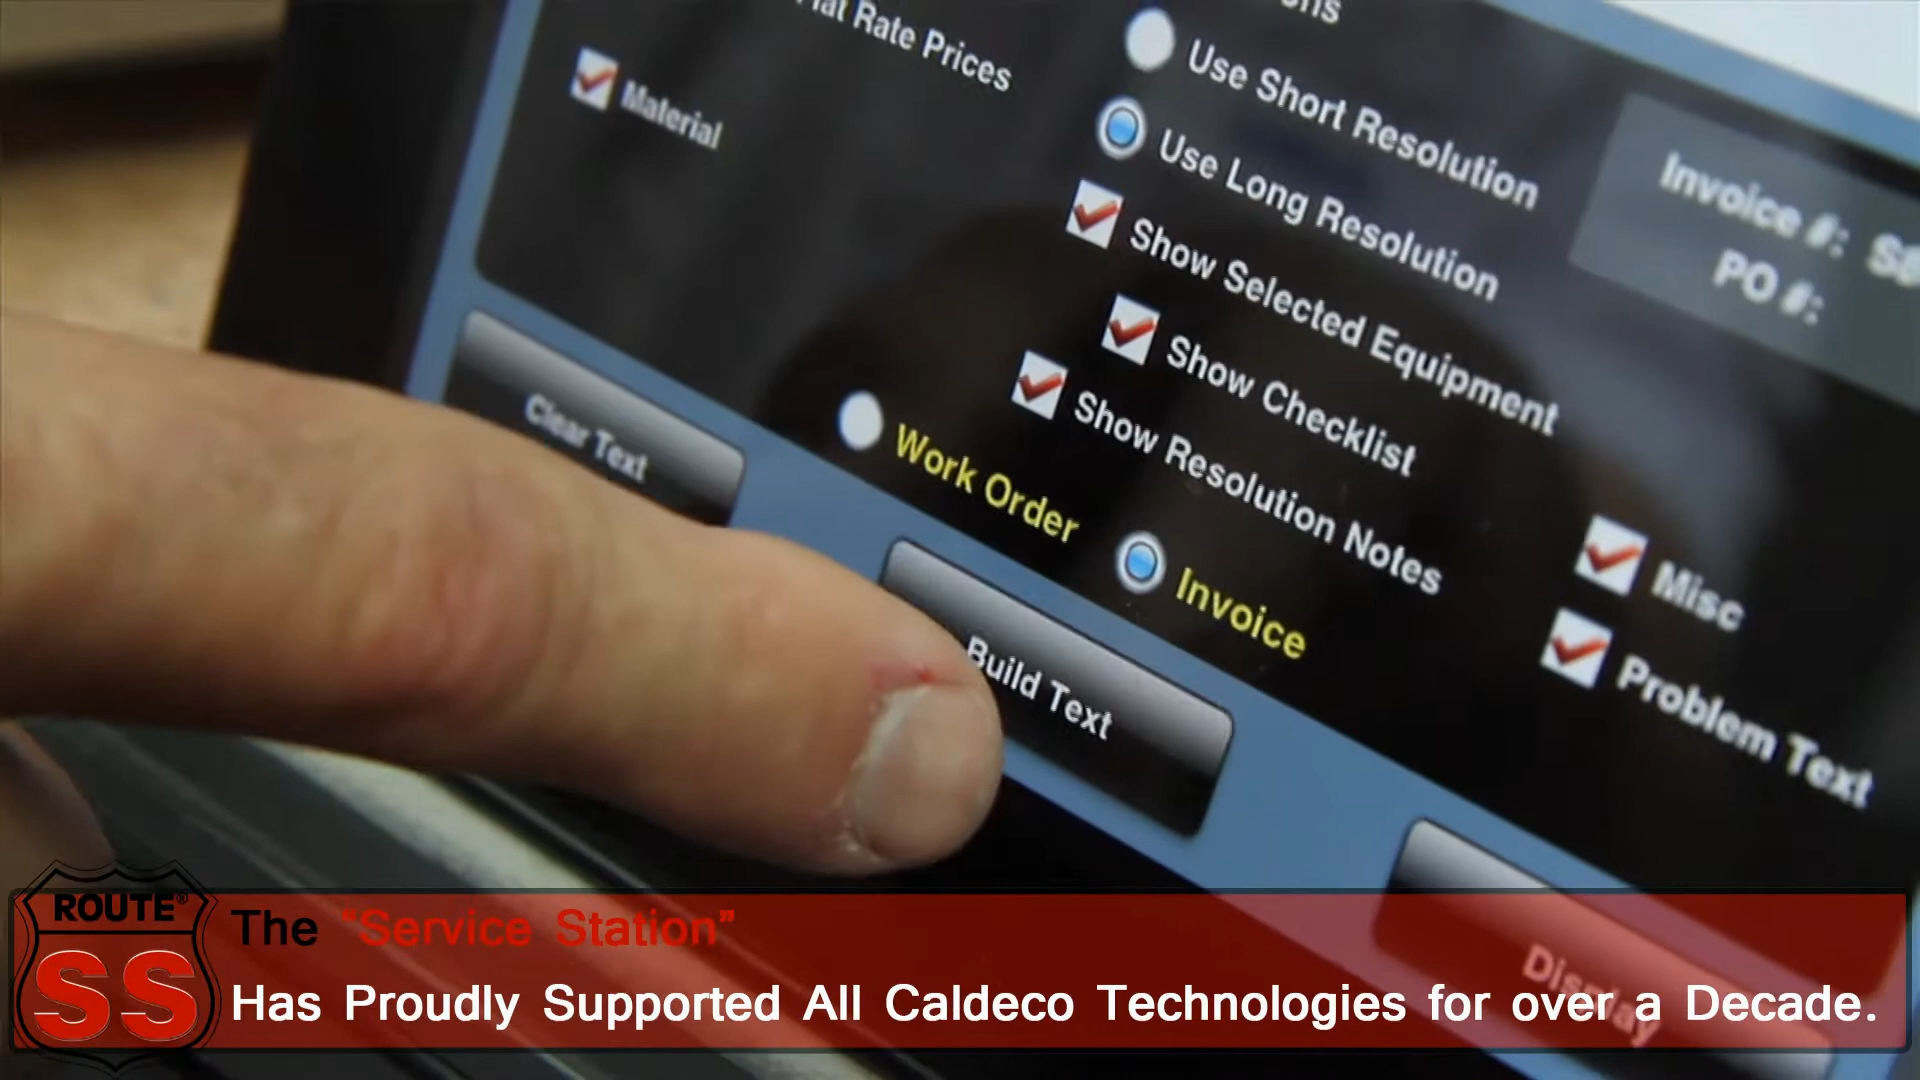 Flat Rate Prices
Material
Use Short Resolution
Use Long Resolution
Show Selected Equipment
Show Checklist
Show Resolution Notes
Invoice #:
PO #:
Work Order
Invoice
Misc
Problem Text
Clear Text
Build Text
Display
ROUTE®
SS
The “Service Station”
Has Proudly Supported All Caldeco Technologies for over a Decade.